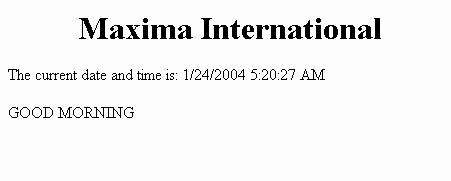 Maxima International
The current date and time is: 1/24/2004 5:20:27 AM
GOOD MORNING